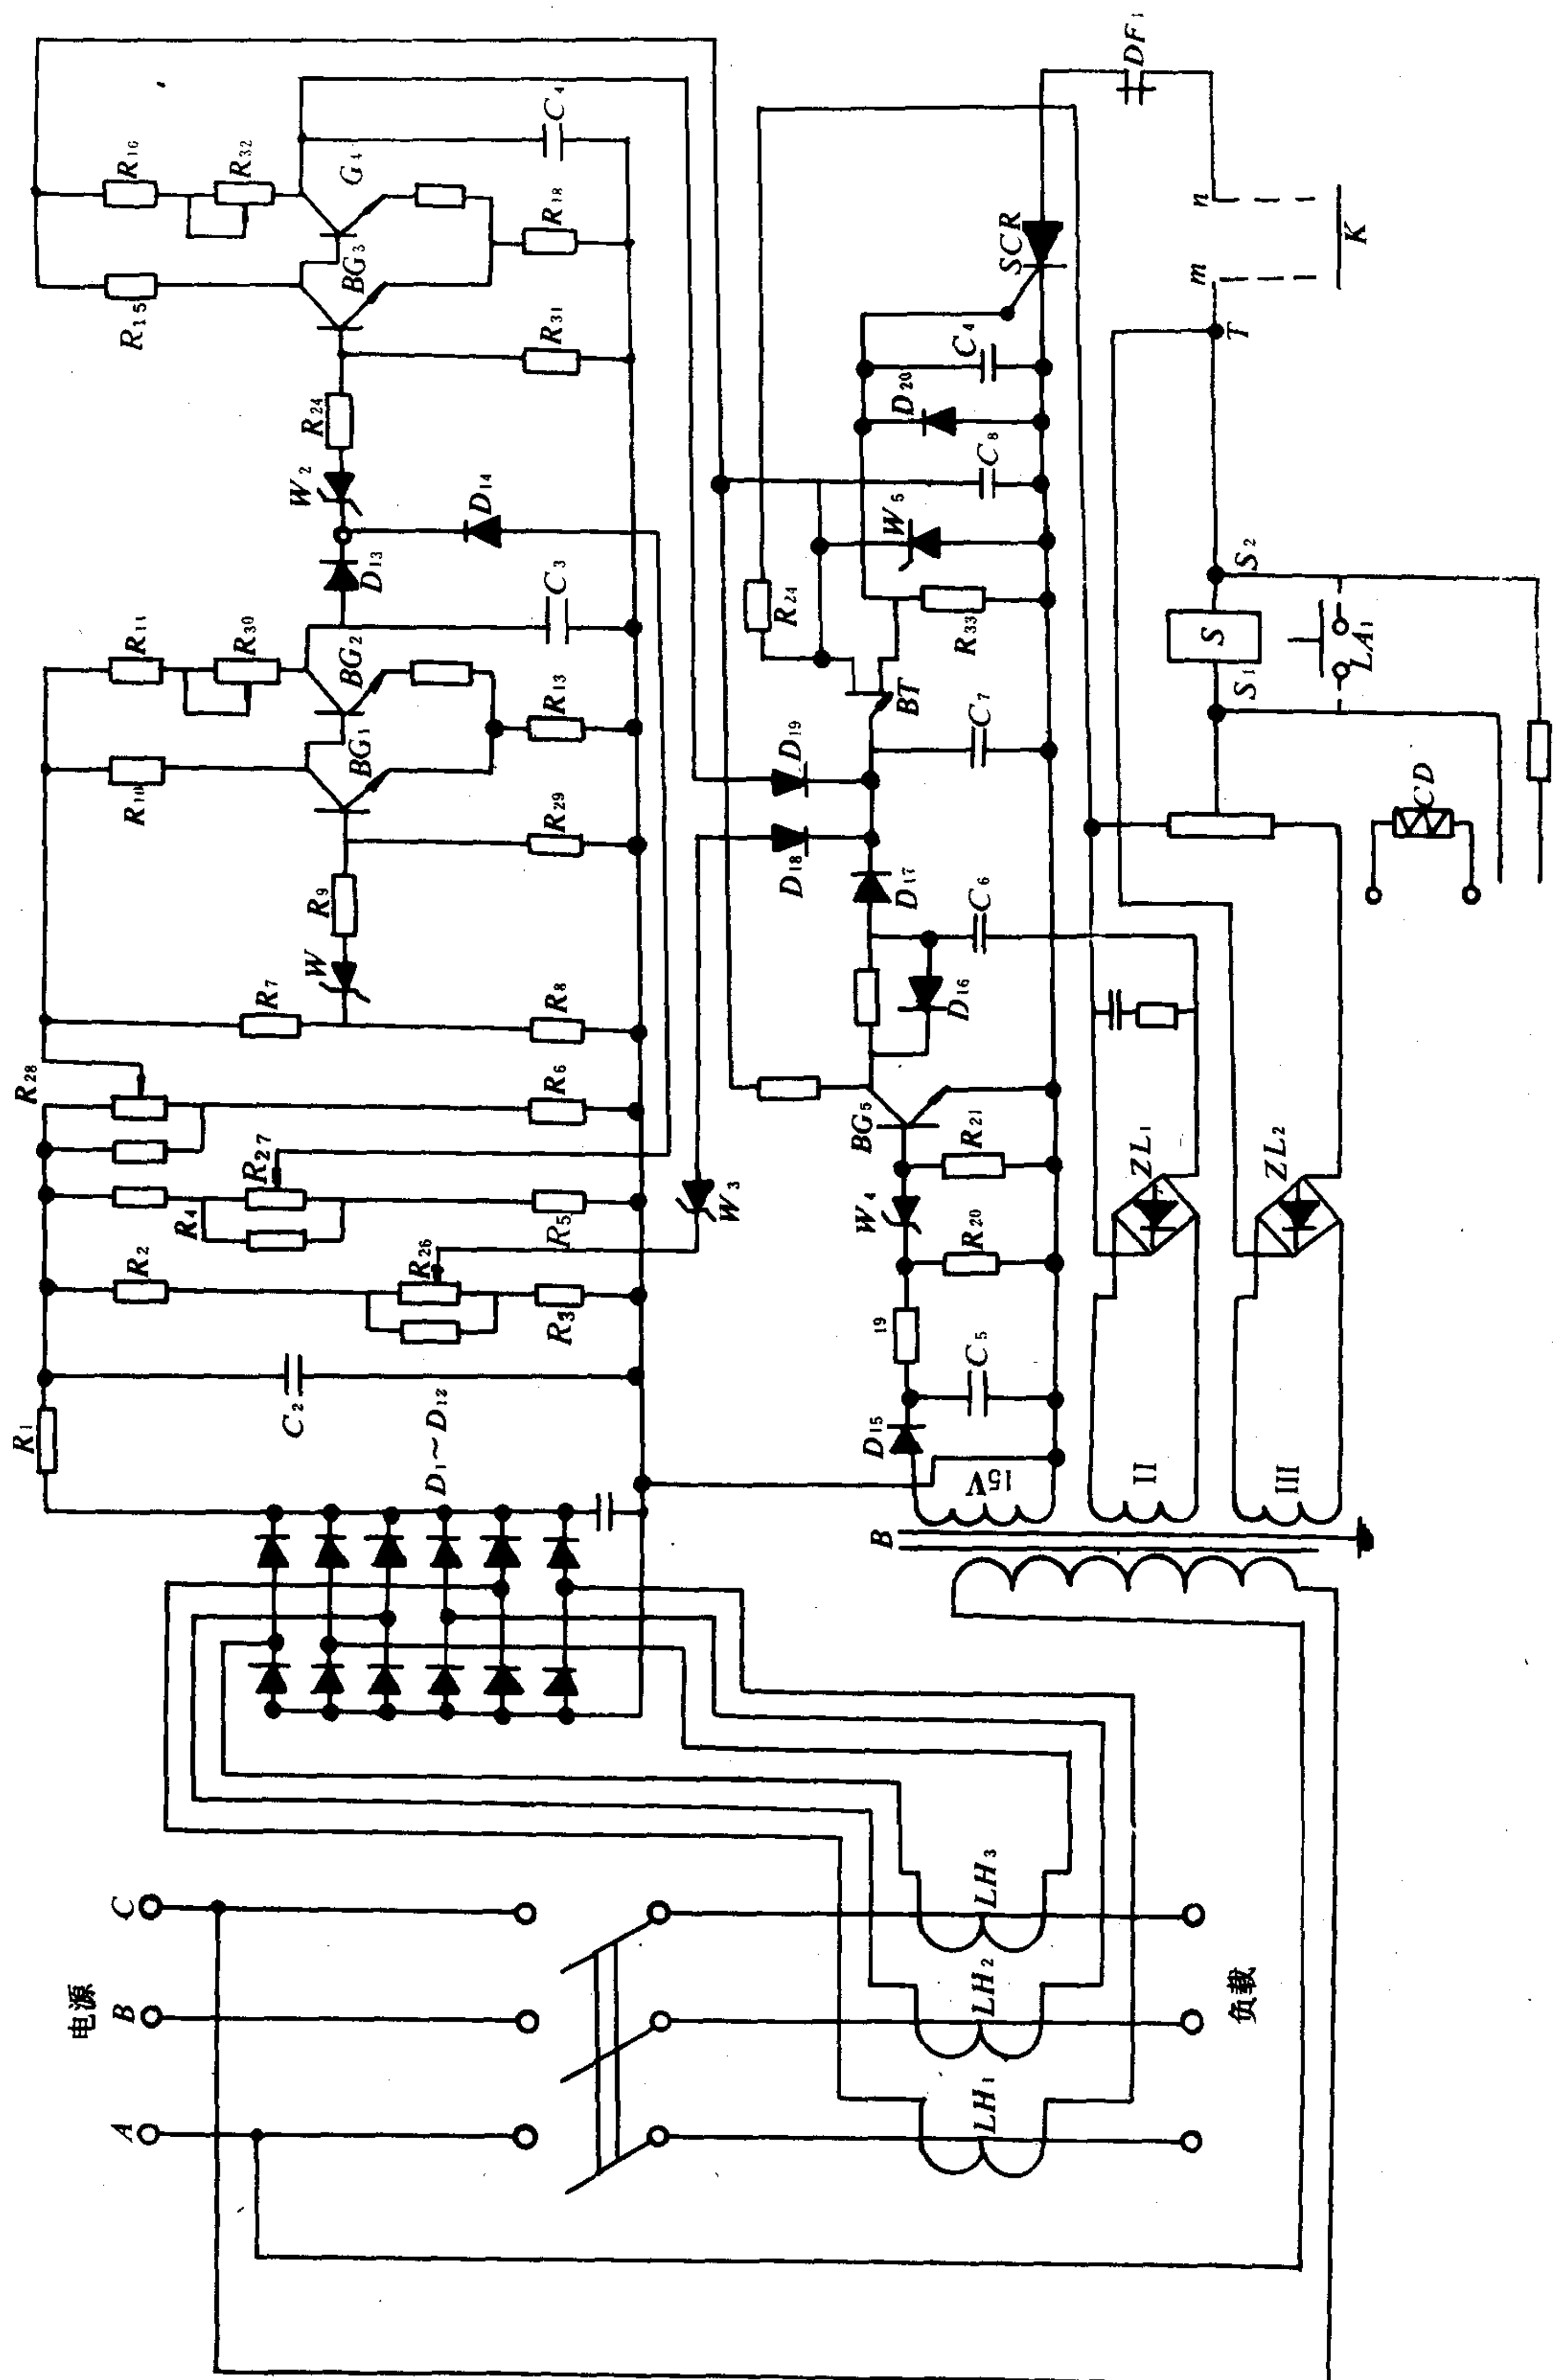 电源
A
B
C
负载
LH1
LH2
LH3
D1～D12
R1
C2
R2
R26
R3
R4
R27
R5
R28
R6
R7
R8
W
R9
R29
R10
BG1
R11
R30
BG2
R13
C3
D13
D14
W2
R24
R31
R15
BG3
R16
R32
G4
R18
C4
B
15V
II
III
D15
C5
19
R20
W4
R21
BG5
W3
D16
C6
D17
D18
D19
C7
BT
R24
R33
W5
C8
D20
C4
SCR
DF1
ZL1
ZL2
CD
S1
S
S2
LA1
T
m
n
K